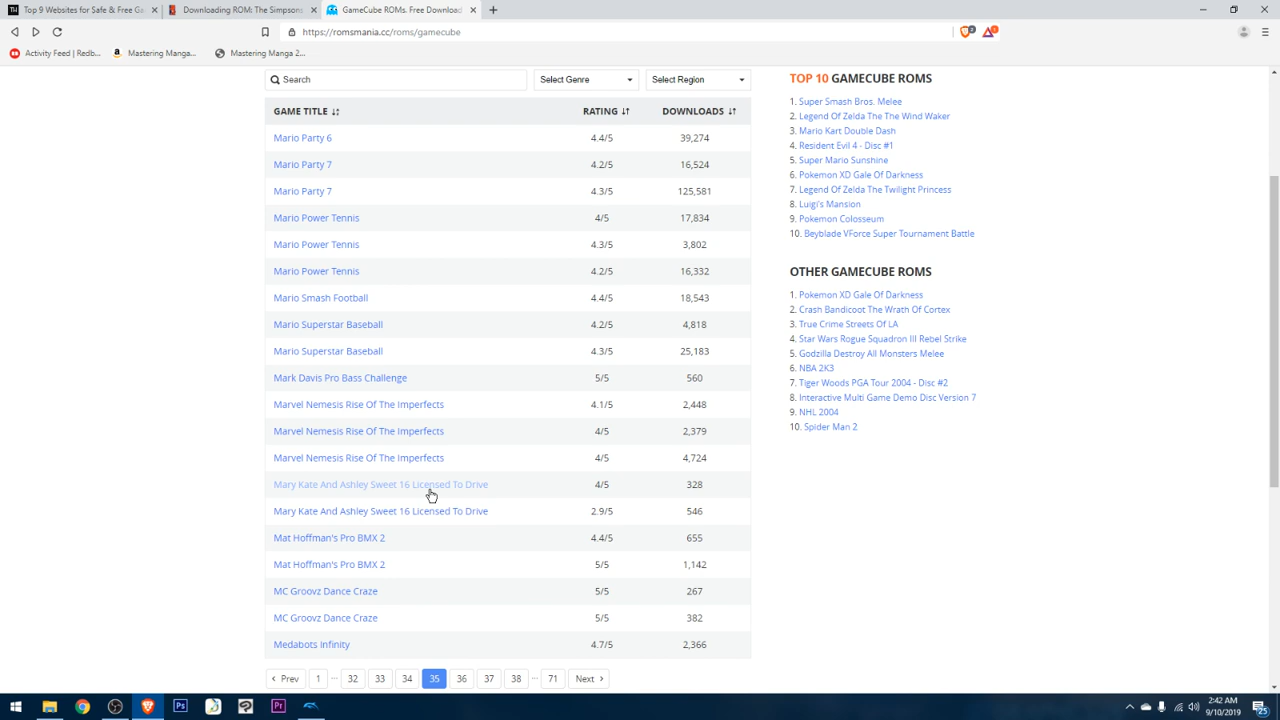 Top 9 Websites for Safe & Free Ga
Downloading ROM: The Simpsons
GameCube ROMs. Free Download
https://romsmania.cc/roms/gamecube
Activity Feed | Redb...
Mastering Manga...
Mastering Manga 2...
Search
Select Genre
Select Region
GAME TITLE RATING DOWNLOADS
Mario Party 6 4.4/5 39,274
Mario Party 7 4.2/5 16,524
Mario Party 7 4.3/5 125,581
Mario Power Tennis 4/5 17,834
Mario Power Tennis 4.3/5 3,802
Mario Power Tennis 4.2/5 16,332
Mario Smash Football 4.4/5 18,543
Mario Superstar Baseball 4.2/5 4,818
Mario Superstar Baseball 4.3/5 25,183
Mark Davis Pro Bass Challenge 5/5 560
Marvel Nemesis Rise Of The Imperfects 4.1/5 2,448
Marvel Nemesis Rise Of The Imperfects 4/5 2,379
Marvel Nemesis Rise Of The Imperfects 4/5 4,724
Mary Kate And Ashley Sweet 16 Licensed To Drive 4/5 328
Mary Kate And Ashley Sweet 16 Licensed To Drive 2.9/5 546
Mat Hoffman's Pro BMX 2 4.4/5 655
Mat Hoffman's Pro BMX 2 5/5 1,142
MC Groovz Dance Craze 5/5 267
MC Groovz Dance Craze 5/5 382
Medabots Infinity 4.7/5 2,366
Prev 1 ... 32 33 34 35 36 37 38 ... 71 Next
TOP 10 GAMECUBE ROMS
1. Super Smash Bros. Melee
2. Legend Of Zelda The The Wind Waker
3. Mario Kart Double Dash
4. Resident Evil 4 - Disc #1
5. Super Mario Sunshine
6. Pokemon XD Gale Of Darkness
7. Legend Of Zelda The Twilight Princess
8. Luigi's Mansion
9. Pokemon Colosseum
10. Beyblade VForce Super Tournament Battle
OTHER GAMECUBE ROMS
1. Pokemon XD Gale Of Darkness
2. Crash Bandicoot The Wrath Of Cortex
3. True Crime Streets Of LA
4. Star Wars Rogue Squadron III Rebel Strike
5. Godzilla Destroy All Monsters Melee
6. NBA 2K3
7. Tiger Woods PGA Tour 2004 - Disc #2
8. Interactive Multi Game Demo Disc Version 7
9. NHL 2004
10. Spider Man 2
Ps
Pr
2:42 AM
9/10/2019
25